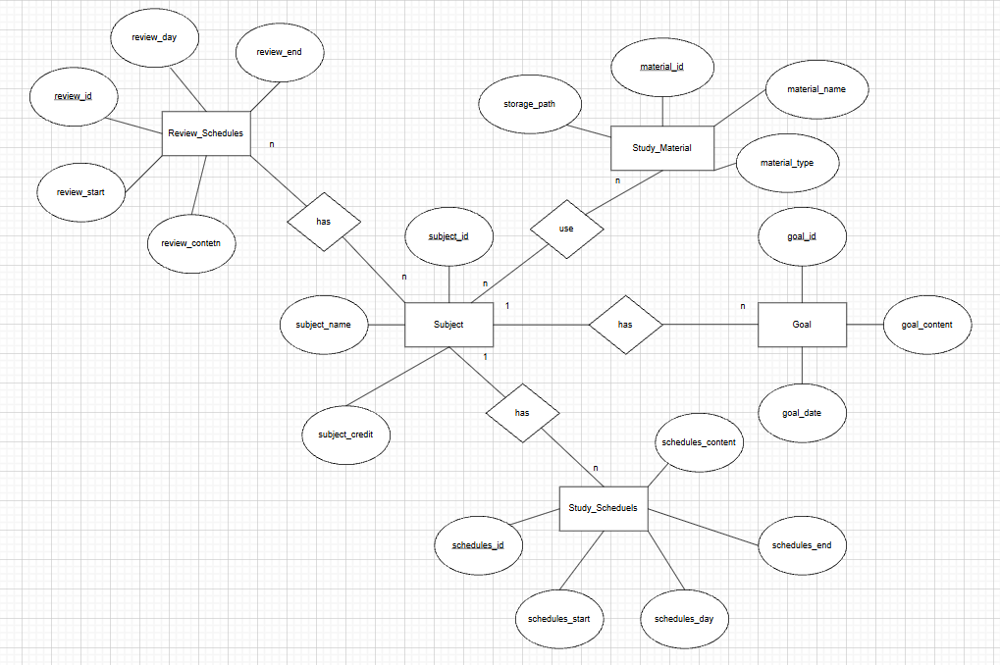 review_day
review_end
material_id
review_id
storage_path
material_name
Review_Schedules
n
Study_Material
material_type
n
review_start
has
use
subject_id
goal_id
review_contetn
n
n
1
n
subject_name
Subject
has
Goal
goal_content
1
subject_credit
has
goal_date
schedules_content
n
Study_Scheduels
schedules_id
schedules_end
schedules_start
schedules_day